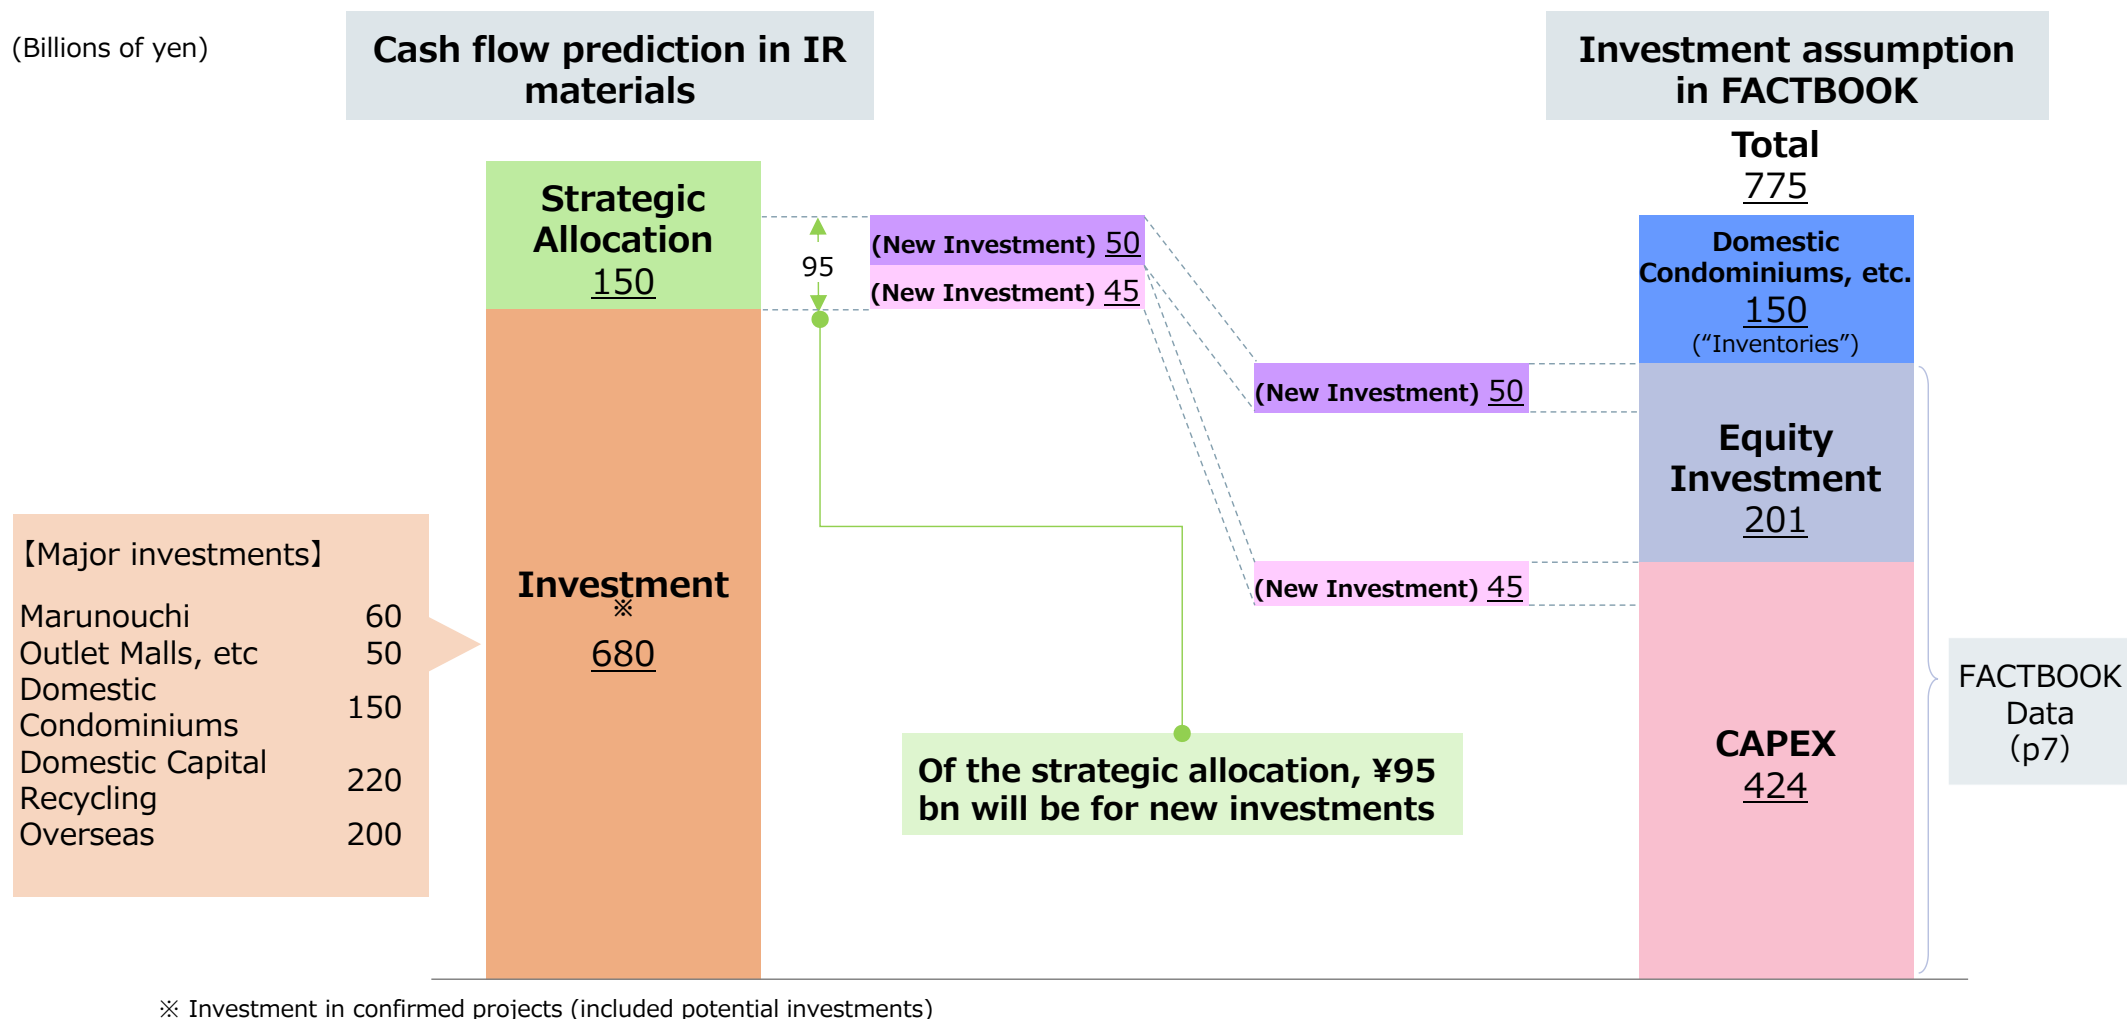 (Billions of yen)
Cash flow prediction in IR
materials
Investment assumption
in FACTBOOK
Total
775
Strategic
Allocation
150
95
(New Investment) 50
(New Investment) 45
Domestic
Condominiums, etc.
150
(“Inventories”)
(New Investment) 50
Equity
Investment
201
(New Investment) 45
【Major investments】
Marunouchi 60
Outlet Malls, etc 50
Domestic
Condominiums 150
Domestic Capital
Recycling 220
Overseas 200
Investment
※
680
Of the strategic allocation, ¥95
bn will be for new investments
CAPEX
424
FACTBOOK
Data
(p7)
※ Investment in confirmed projects (included potential investments)